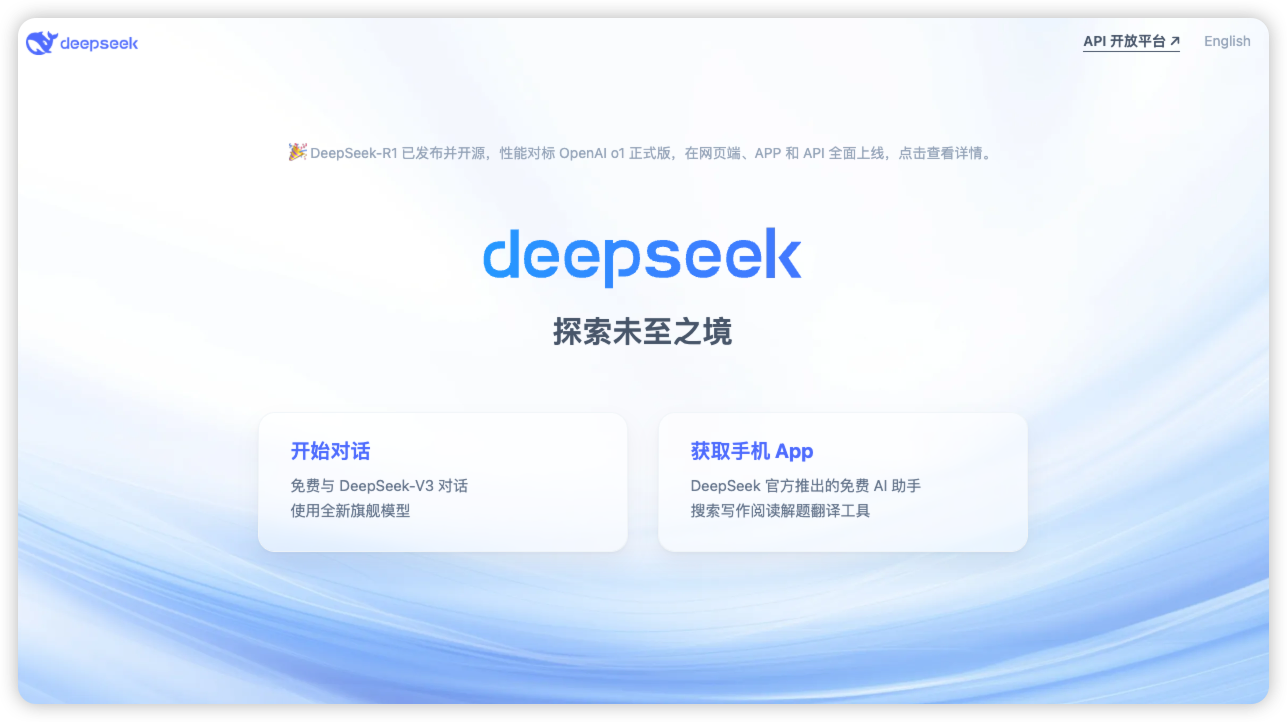 deepseek
API 开放平台 ↗
English
🎉 DeepSeek-R1 已发布并开源，性能对标 OpenAI o1 正式版，在网页端、APP 和 API 全面上线，点击查看详情。
deepseek
探索未至之境
开始对话
免费与 DeepSeek-V3 对话
使用全新旗舰模型
获取手机 App
DeepSeek 官方推出的免费 AI 助手
搜索写作阅读解题翻译工具